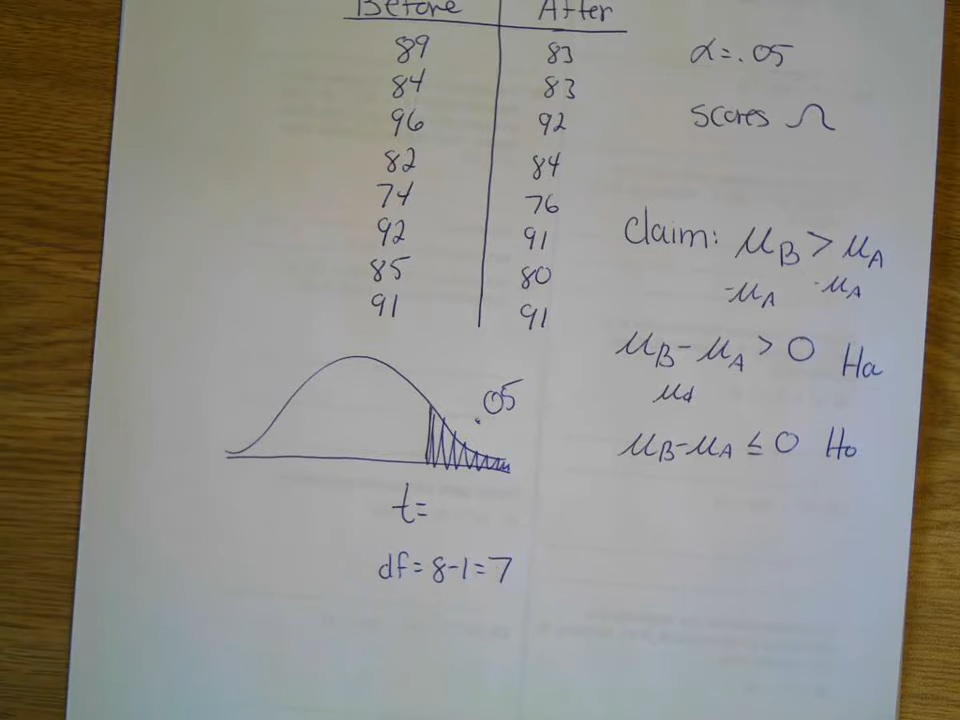 Before After
89 83
84 83
96 92
82 84
74 76
92 91
85 80
91 91
α=.05
scores
Claim: μB > μA
-μA -μA
μB - μA > 0 Ha
μd
μB-μA ≤ 0 Ho
.05
t=
df=8-1=7